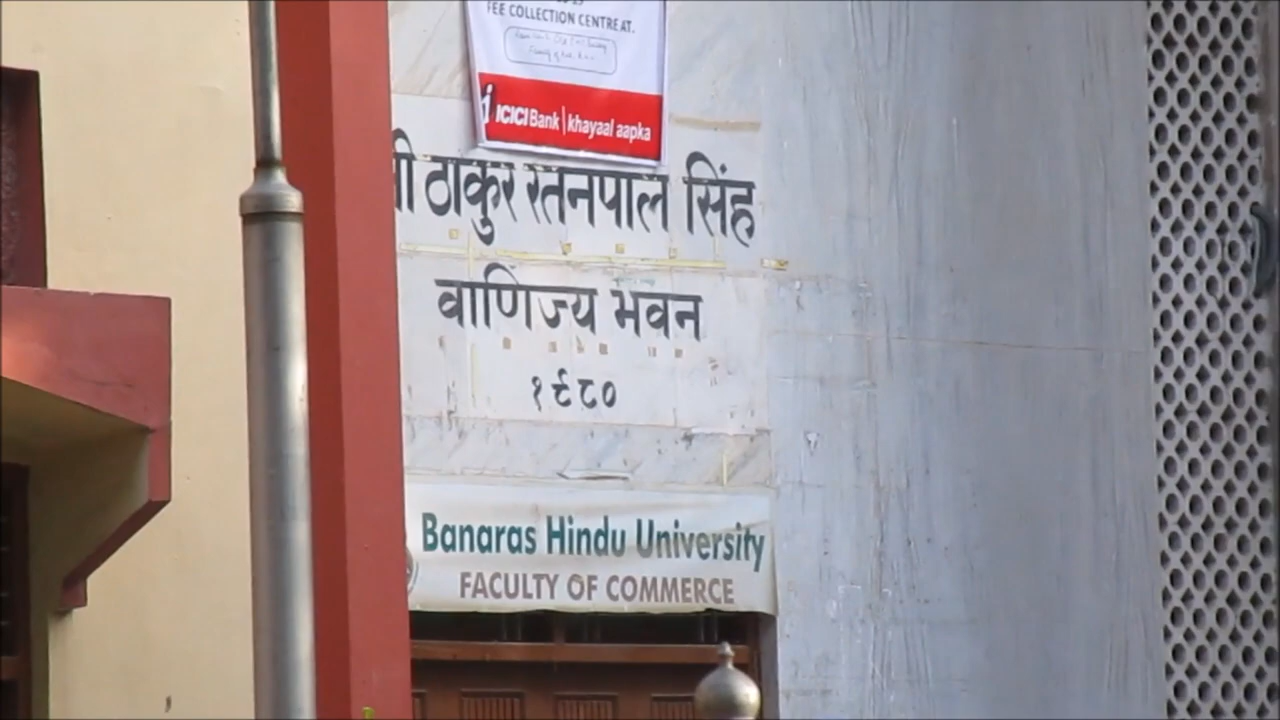 FEE COLLECTION CENTRE AT.
ICICI Bank | khayaal aapka
ठाकुर रतनपाल सिंह
वाणिज्य भवन
१९८०
Banaras Hindu University
FACULTY OF COMMERCE